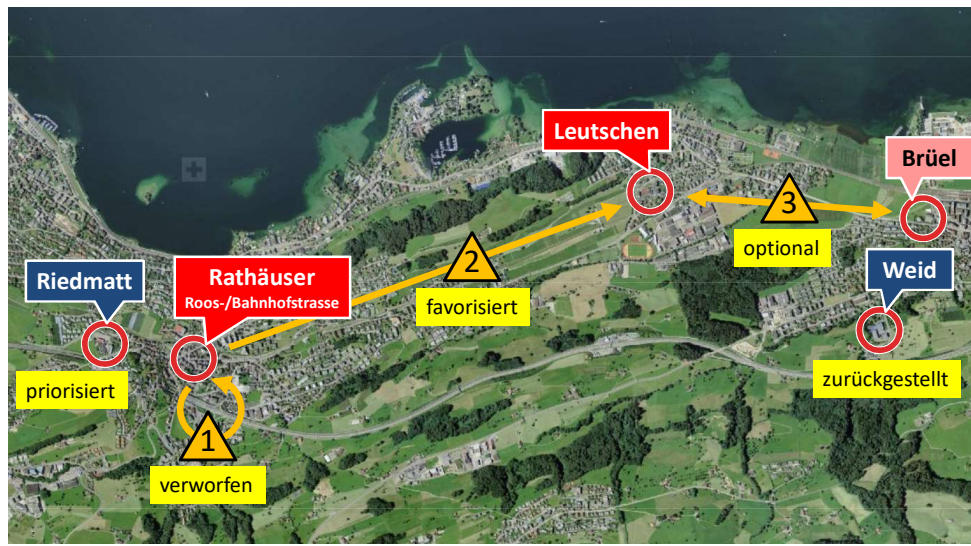 Leutschen
Brüel
3
optional
2
favorisiert
Weid
zurückgestellt
Riedmatt
priorisiert
Rathäuser
Roos-/Bahnhofstrasse
1
verworfen